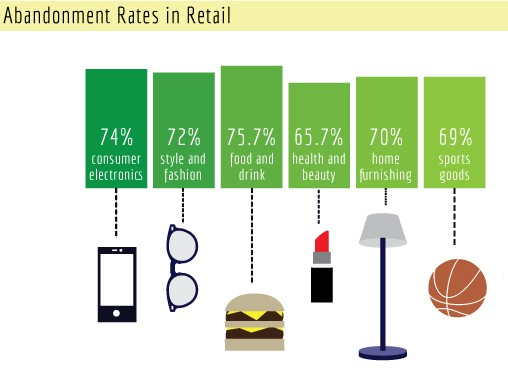 Abandonment Rates in Retail
74%
consumer
electronics
72%
style and
fashion
75.7%
food and
drink
65.7%
health and
beauty
70%
home
furnishing
69%
sports
goods